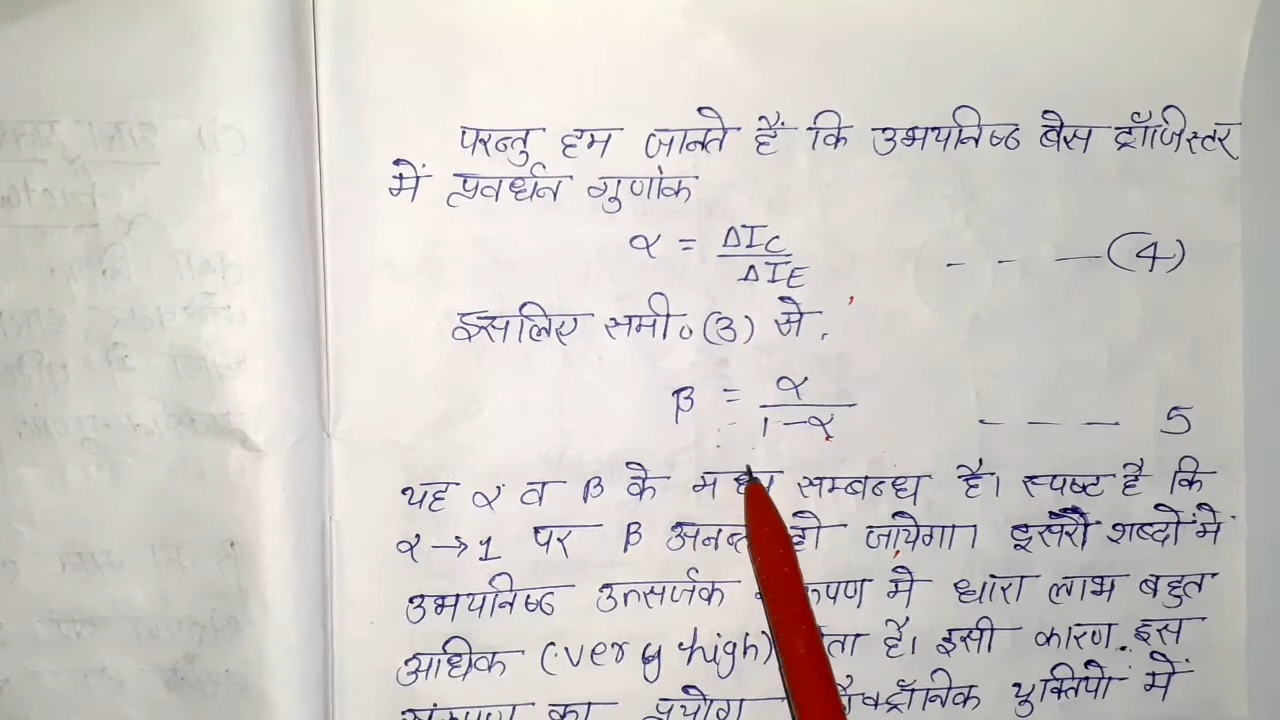 परन्तु हम जानते हैं कि उभयनिष्ठ बेस ट्रॉजिस्टर
में प्रवर्धन गुणांक
α = ΔIC / ΔIE - - - (4)
इसलिए समी० (3) से,
β = α / 1-α - - - 5
यह α व β के मध्य सम्बन्ध है। स्पष्ट है कि
α → 1 पर β अनन्त हो जायेगा। दूसरे शब्दों में
उभयनिष्ठ उत्सर्जक में धारा लाभ बहुत
अधिक (very high) है। इसी कारण इस
का प्रयोग युक्तियो में